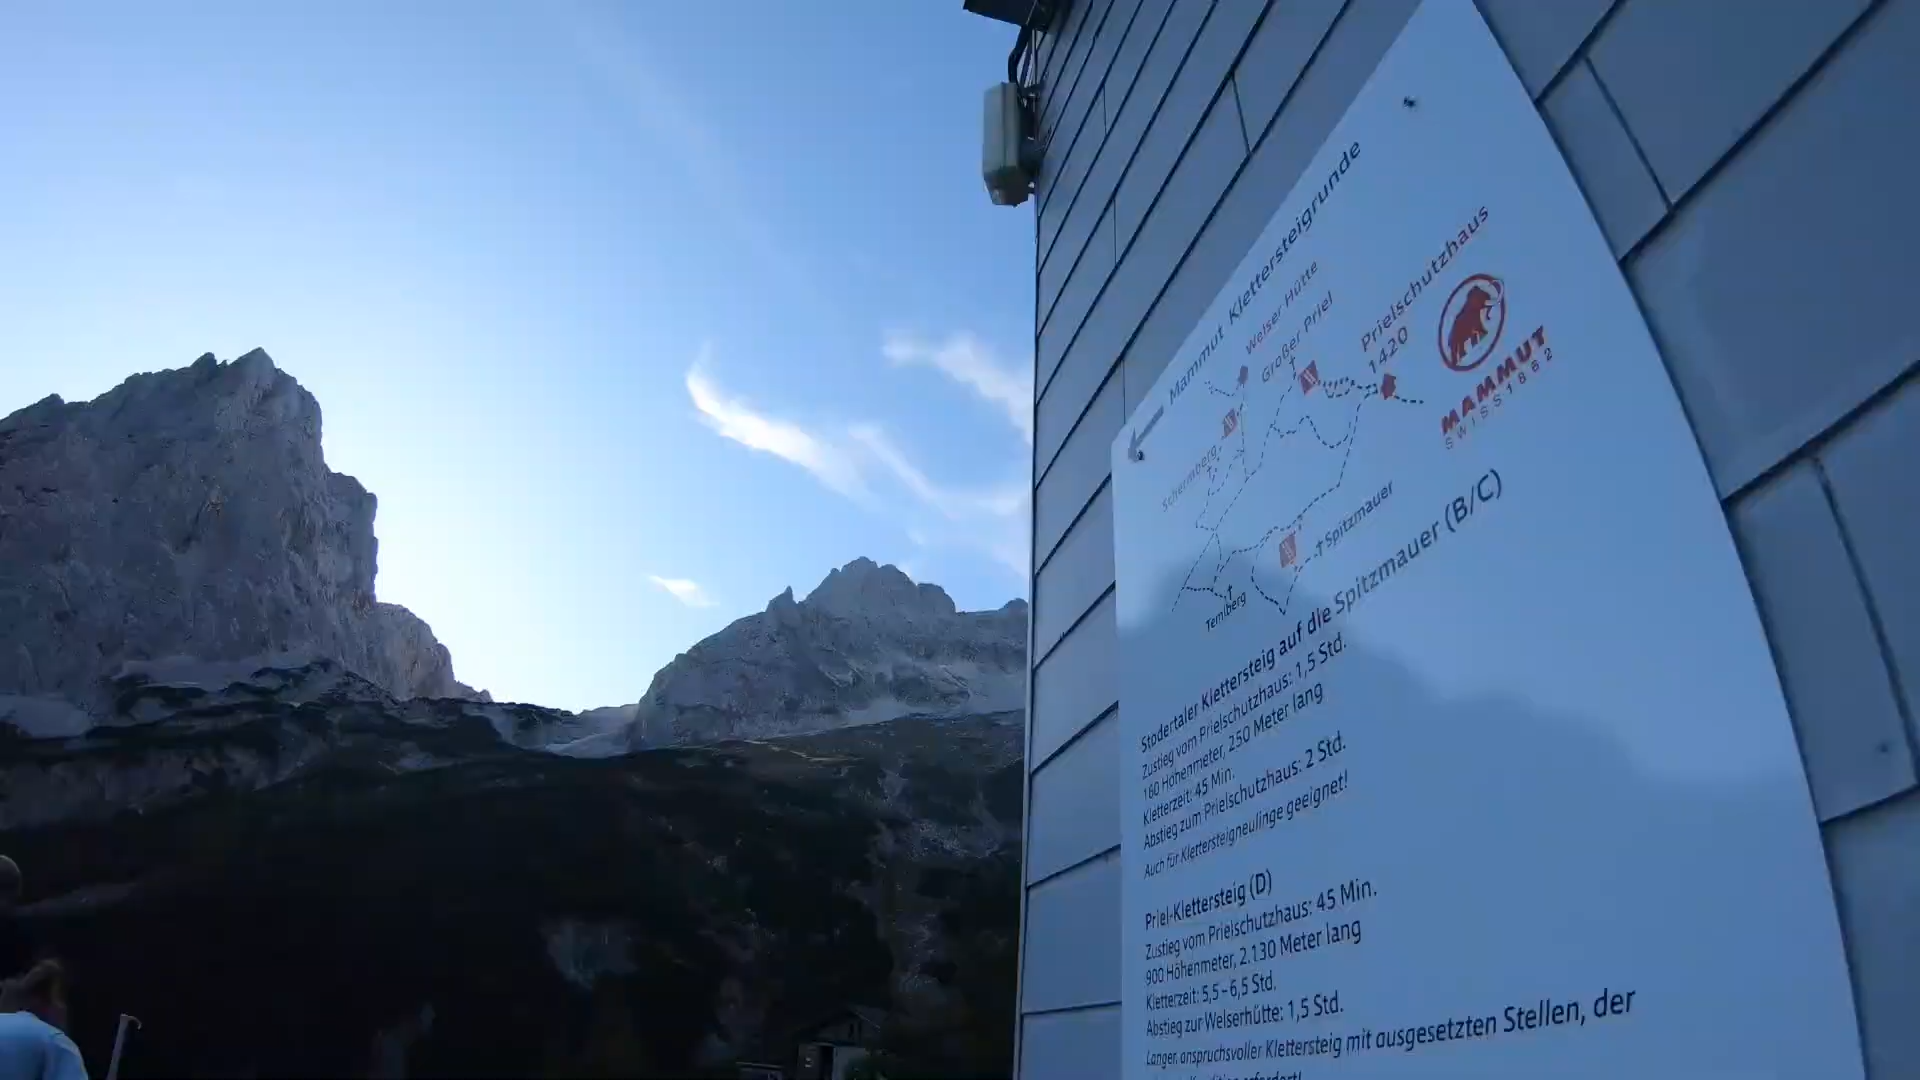 Mammut Klettersteigrunde
Welser Hütte
Großer Priel
Prielschutzhaus
1420
MAMMUT
SWISS 1862
Schermberg
Spitzmauer
Temlberg
Stodertaler Klettersteig auf die Spitzmauer (B/C)
Zustieg vom Prielschutzhaus: 1,5 Std.
160 Höhenmeter, 250 Meter lang
Kletterzeit: 45 Min.
Abstieg zum Prielschutzhaus: 2 Std.
Auch für Klettersteigneulinge geeignet!
Priel-Klettersteig (D)
Zustieg vom Prielschutzhaus: 45 Min.
900 Höhenmeter, 2.130 Meter lang
Kletterzeit: 5,5 - 6,5 Std.
Abstieg zur Welserhütte: 1,5 Std.
Langer, anspruchsvoller Klettersteig mit ausgesetzten Stellen, der